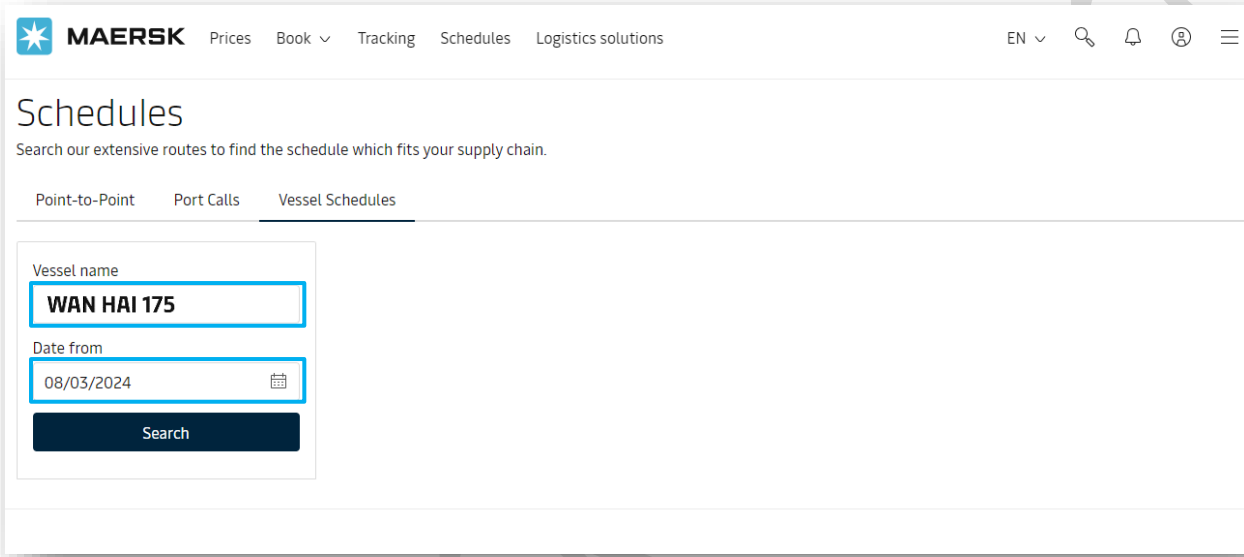 MAERSK Prices Book Tracking Schedules Logistics solutions EN
Schedules
Search our extensive routes to find the schedule which fits your supply chain.
Point-to-Point Port Calls Vessel Schedules
Vessel name
WAN HAI 175
Date from
08/03/2024
Search